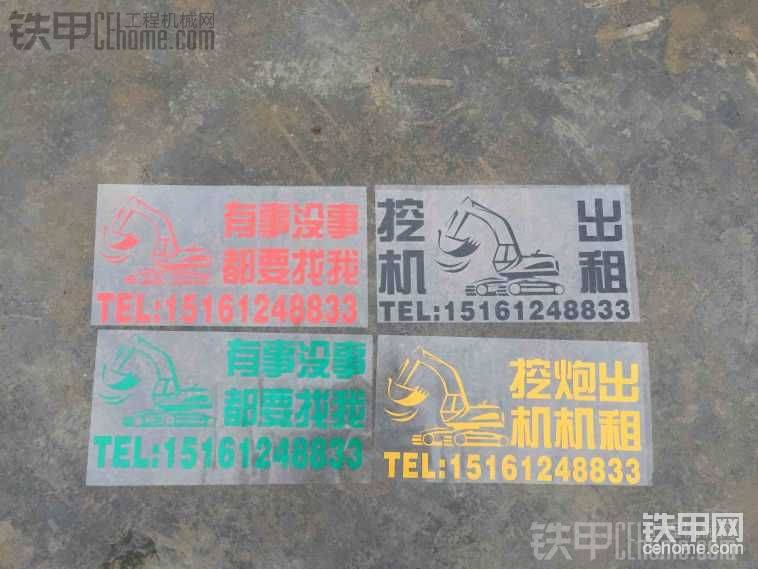 铁甲 工程机械网
CEhome.com
有事没事
都要找我
TEL:15161248833
挖 出
机 租
TEL:15161248833
有事没事
都要找我
TEL:15161248833
挖炮出
机机租
TEL:15161248833
铁甲
铁甲网
cehome.com